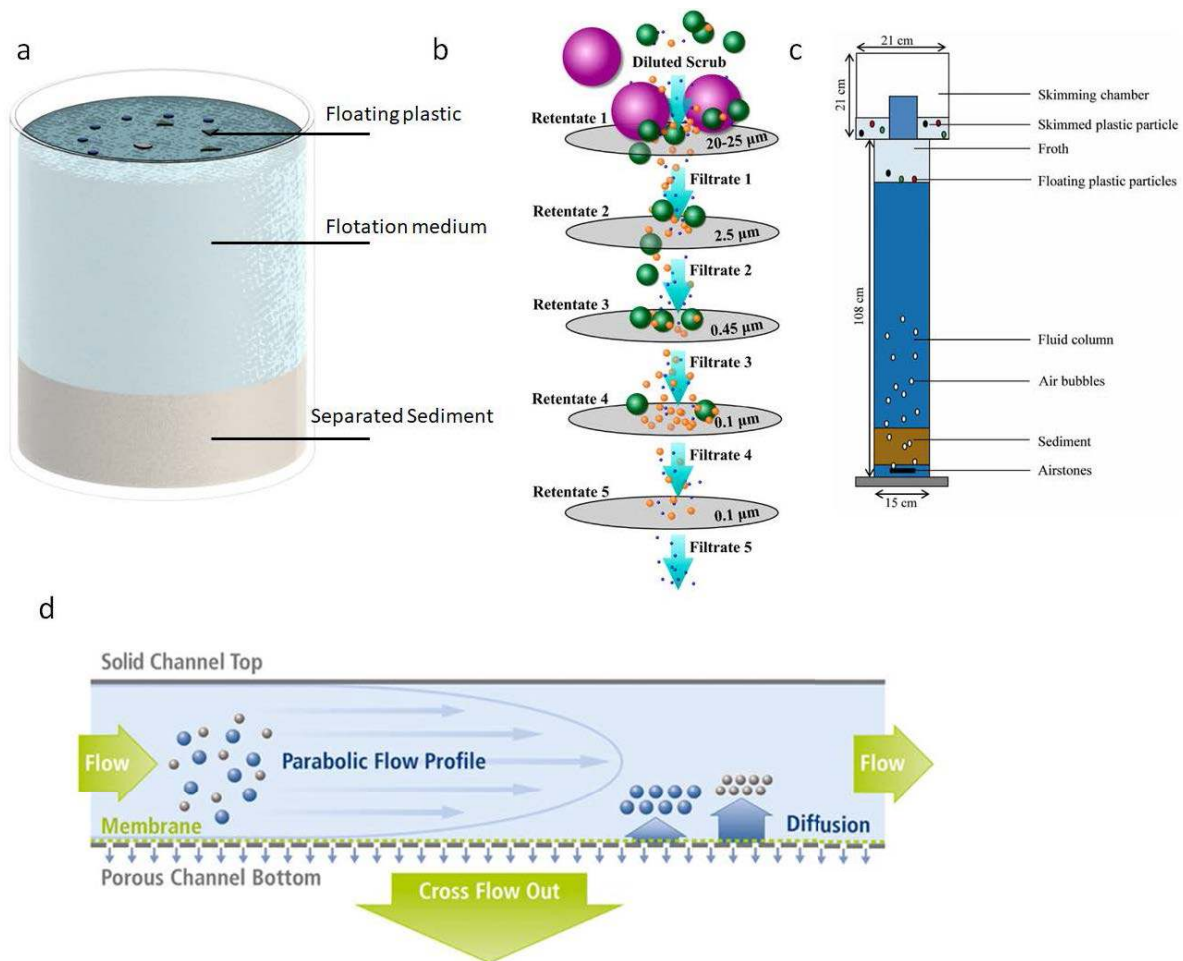 a
Floating plastic
Flotation medium
Separated Sediment
b
Diluted Scrub
Retentate 1
20-25 μm
Filtrate 1
Retentate 2
2.5 μm
Filtrate 2
Retentate 3
0.45 μm
Filtrate 3
Retentate 4
0.1 μm
Filtrate 4
Retentate 5
0.1 μm
Filtrate 5
c
21 cm
21 cm
Skimming chamber
Skimmed plastic particle
Froth
Floating plastic particles
108 cm
Fluid column
Air bubbles
Sediment
Airstones
15 cm
d
Solid Channel Top
Flow
Parabolic Flow Profile
Flow
Membrane
Diffusion
Porous Channel Bottom
Cross Flow Out